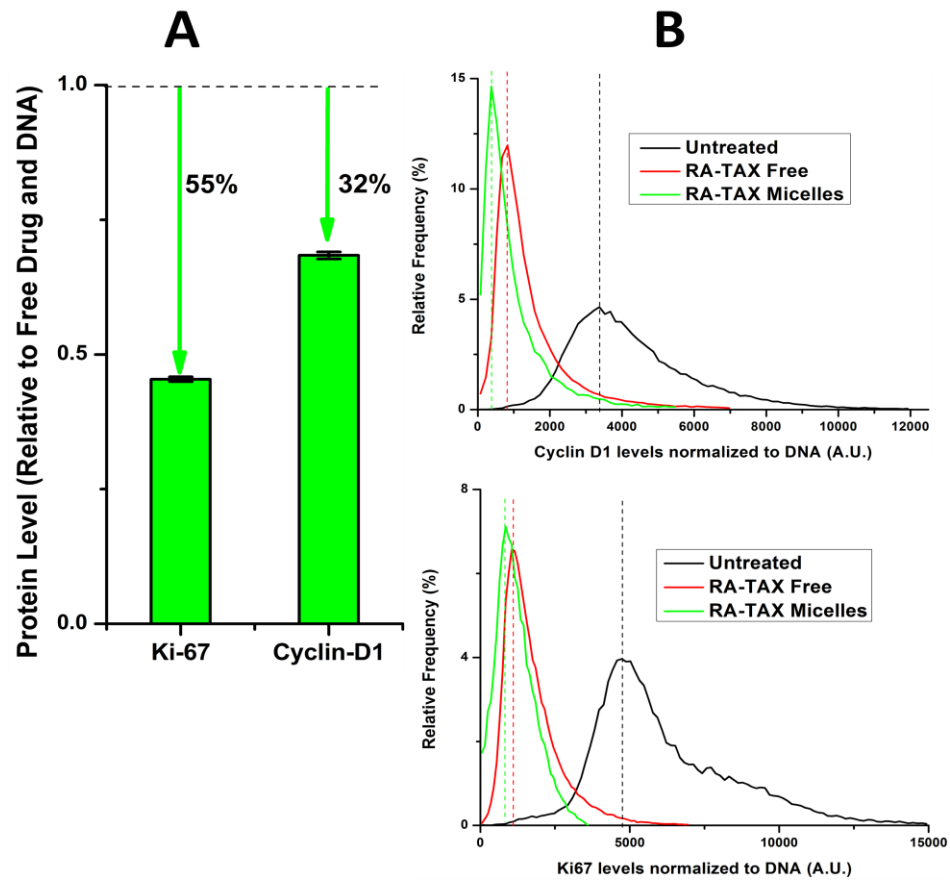 A
B
Protein Level (Relative to Free Drug and DNA)
1.0
0.5
0.0
55%
32%
Ki-67
Cyclin-D1
Relative Frequency (%)
15
10
5
0
Untreated
RA-TAX Free
RA-TAX Micelles
0 2000 4000 6000 8000 10000 12000
Cyclin D1 levels normalized to DNA (A.U.)
Relative Frequency (%)
8
4
0
Untreated
RA-TAX Free
RA-TAX Micelles
0 5000 10000 15000
Ki67 levels normalized to DNA (A.U.)